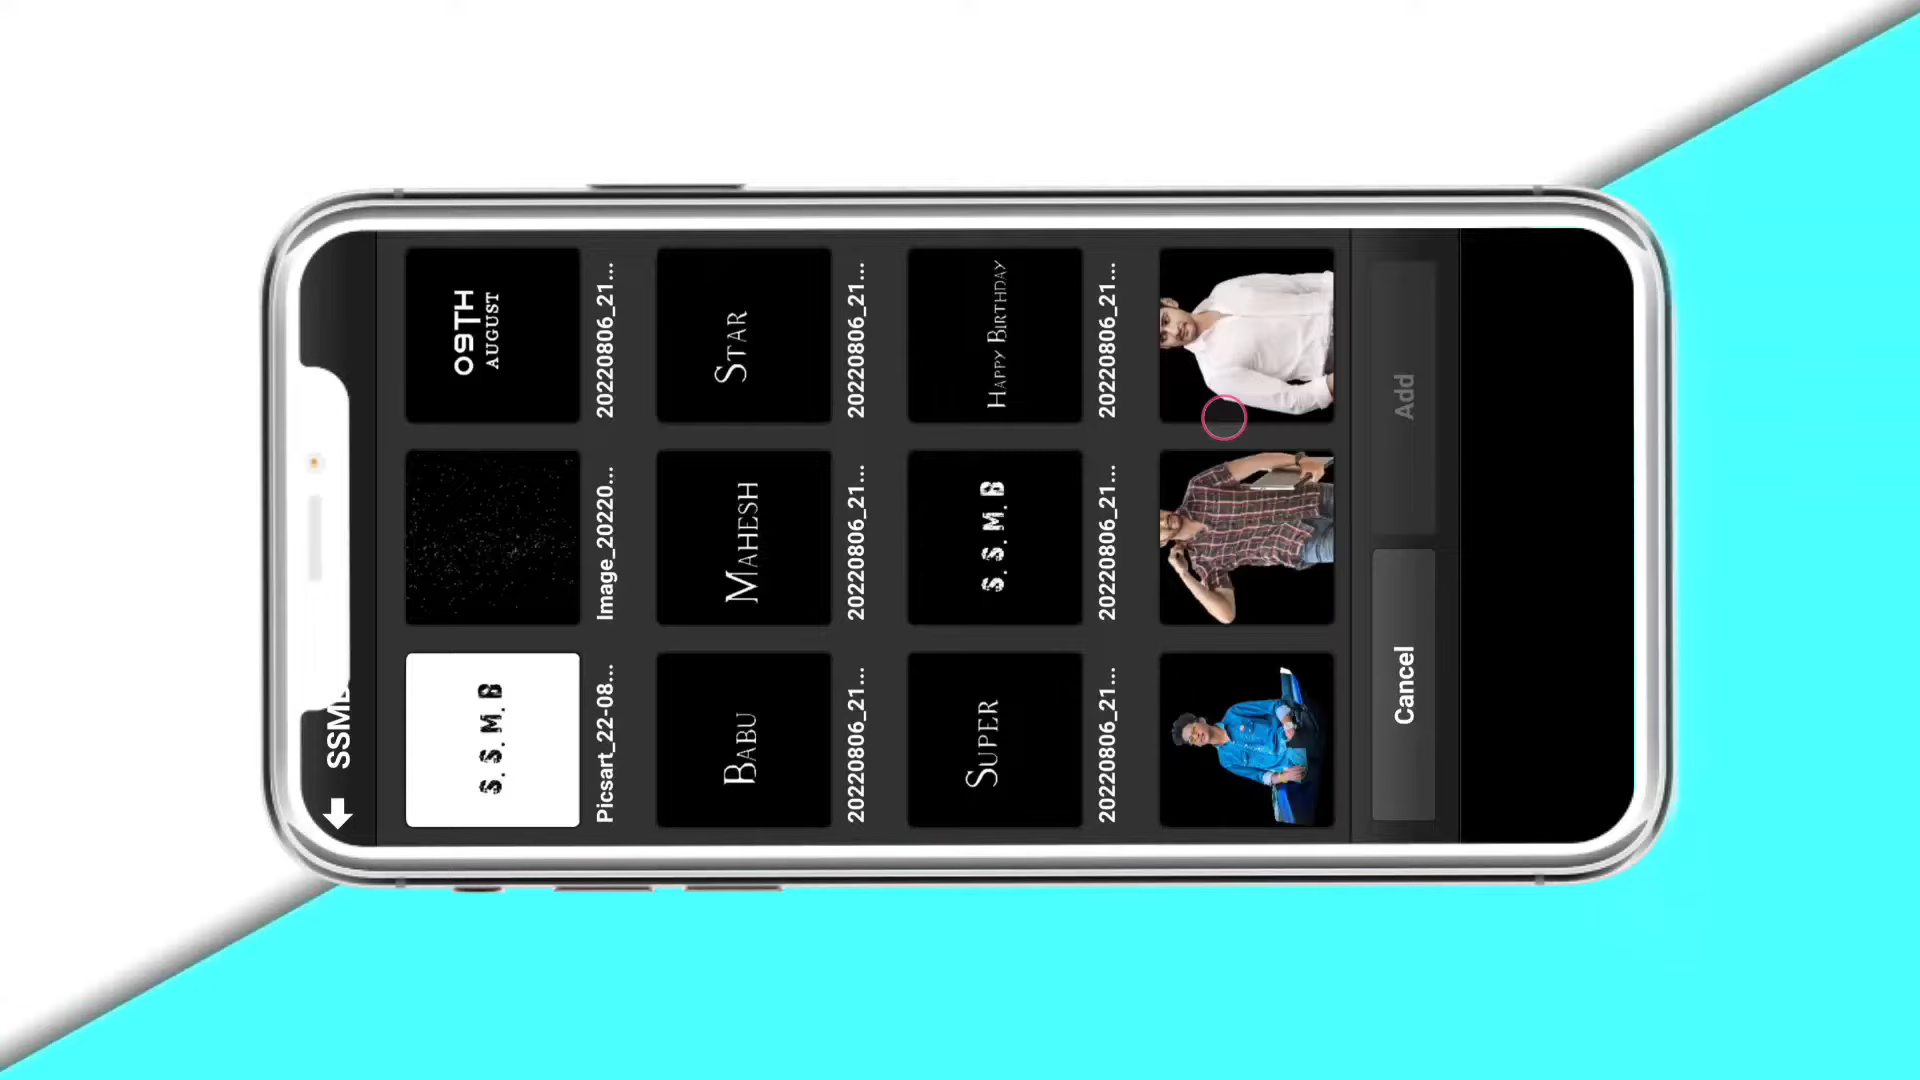 SSMB
S. S. M. B
09TH
AUGUST
Picsart_22-08...
Image_20220...
20220806_21...
BABU
MAHESH
STAR
20220806_21...
20220806_21...
20220806_21...
SUPER
S. S. M. B
HAPPY BIRTHDAY
20220806_21...
20220806_21...
20220806_21...
Cancel
Add